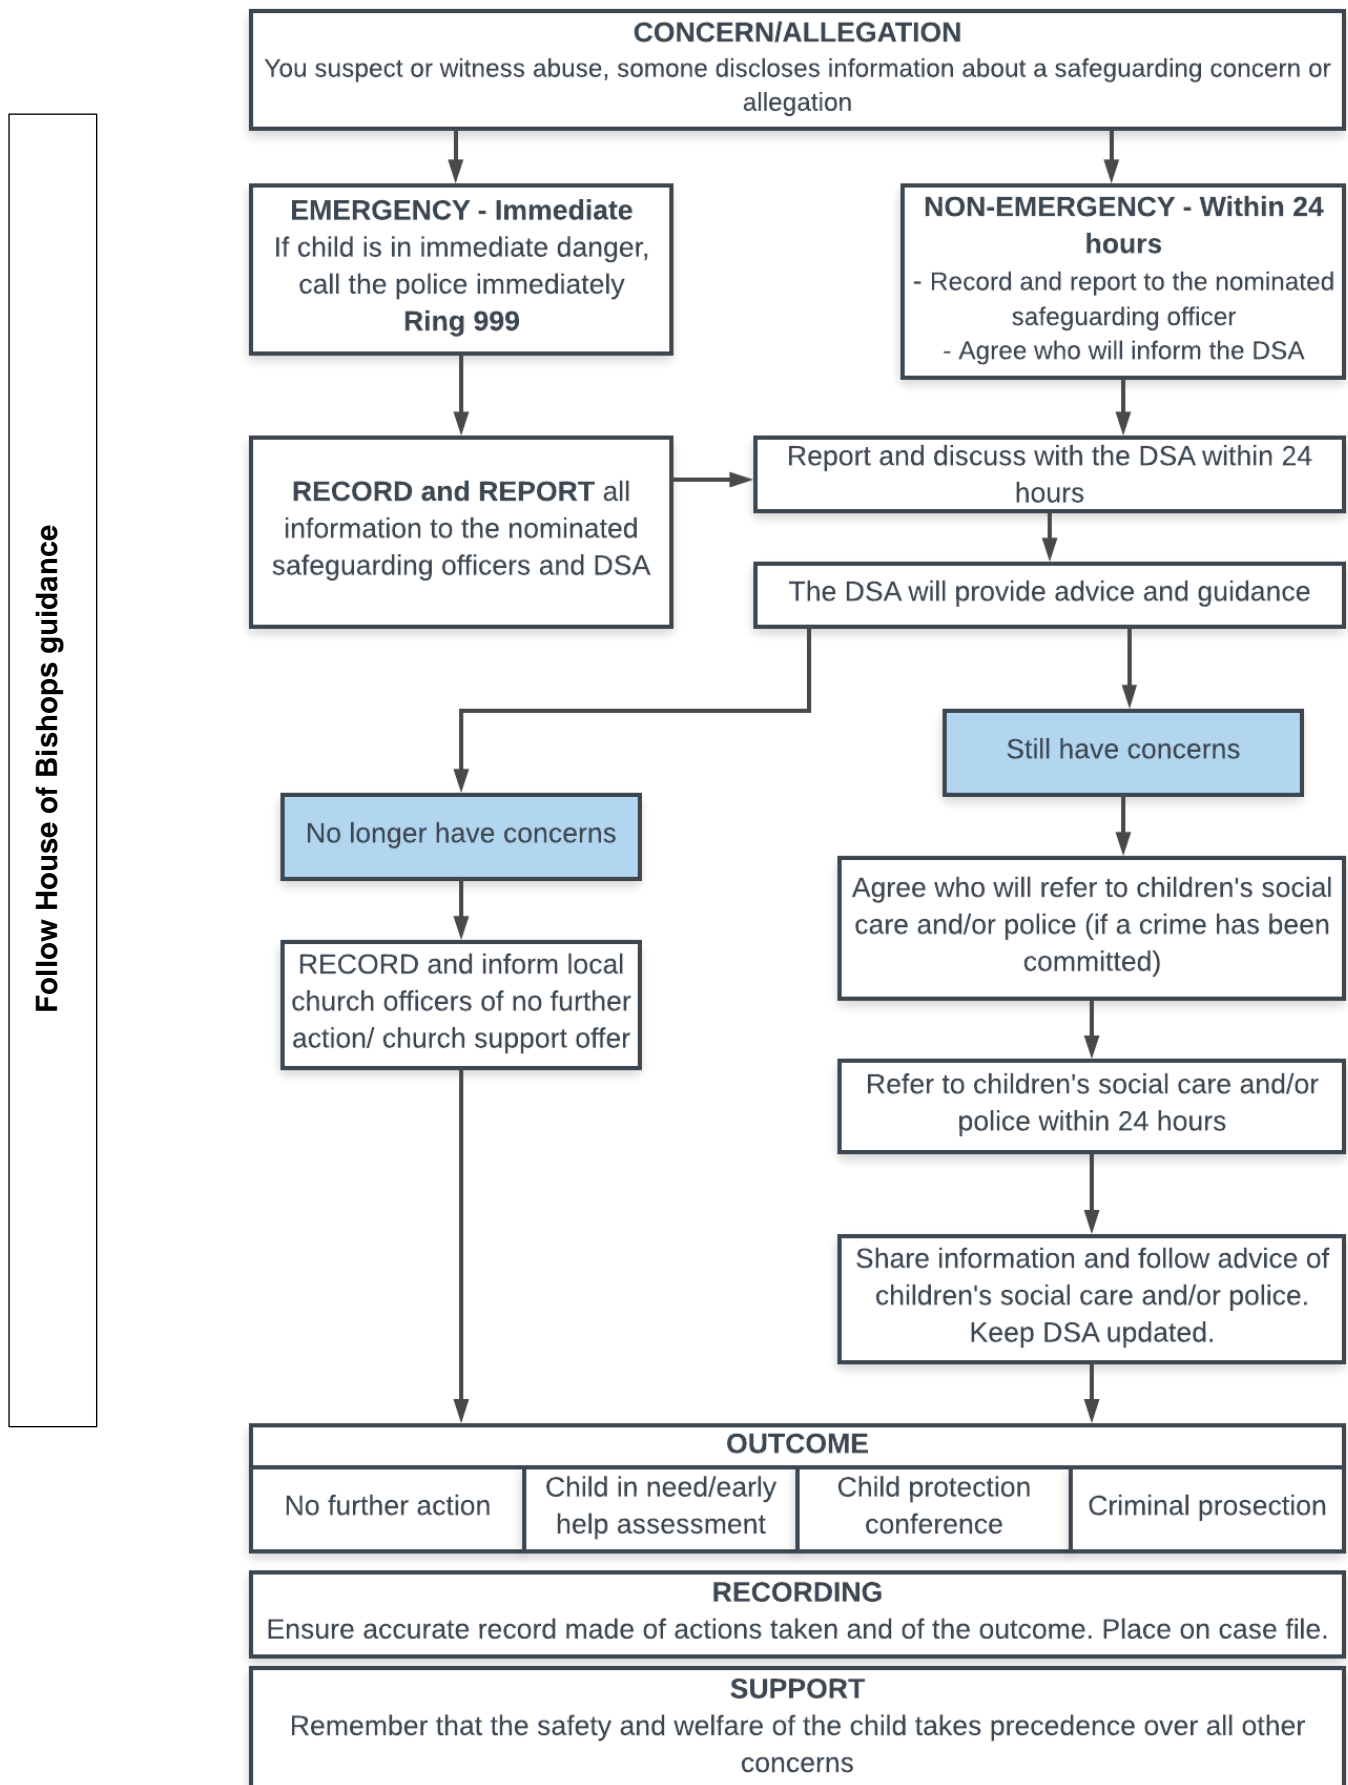 CONCERN/ALLEGATION
You suspect or witness abuse, somone discloses information about a safeguarding concern or
allegation
Follow House of Bishops guidance
EMERGENCY - Immediate
If child is in immediate danger,
call the police immediately
Ring 999
NON-EMERGENCY - Within 24
hours
- Record and report to the nominated
safeguarding officer
- Agree who will inform the DSA
RECORD and REPORT all
information to the nominated
safeguarding officers and DSA
Report and discuss with the DSA within 24
hours
The DSA will provide advice and guidance
Still have concerns
No longer have concerns
Agree who will refer to children's social
care and/or police (if a crime has been
committed)
RECORD and inform local
church officers of no further
action/ church support offer
Refer to children's social care and/or
police within 24 hours
Share information and follow advice of
children's social care and/or police.
Keep DSA updated.
OUTCOME
No further action
Child in need/early
help assessment
Child protection
conference
Criminal prosection
RECORDING
Ensure accurate record made of actions taken and of the outcome. Place on case file.
SUPPORT
Remember that the safety and welfare of the child takes precedence over all other
concerns